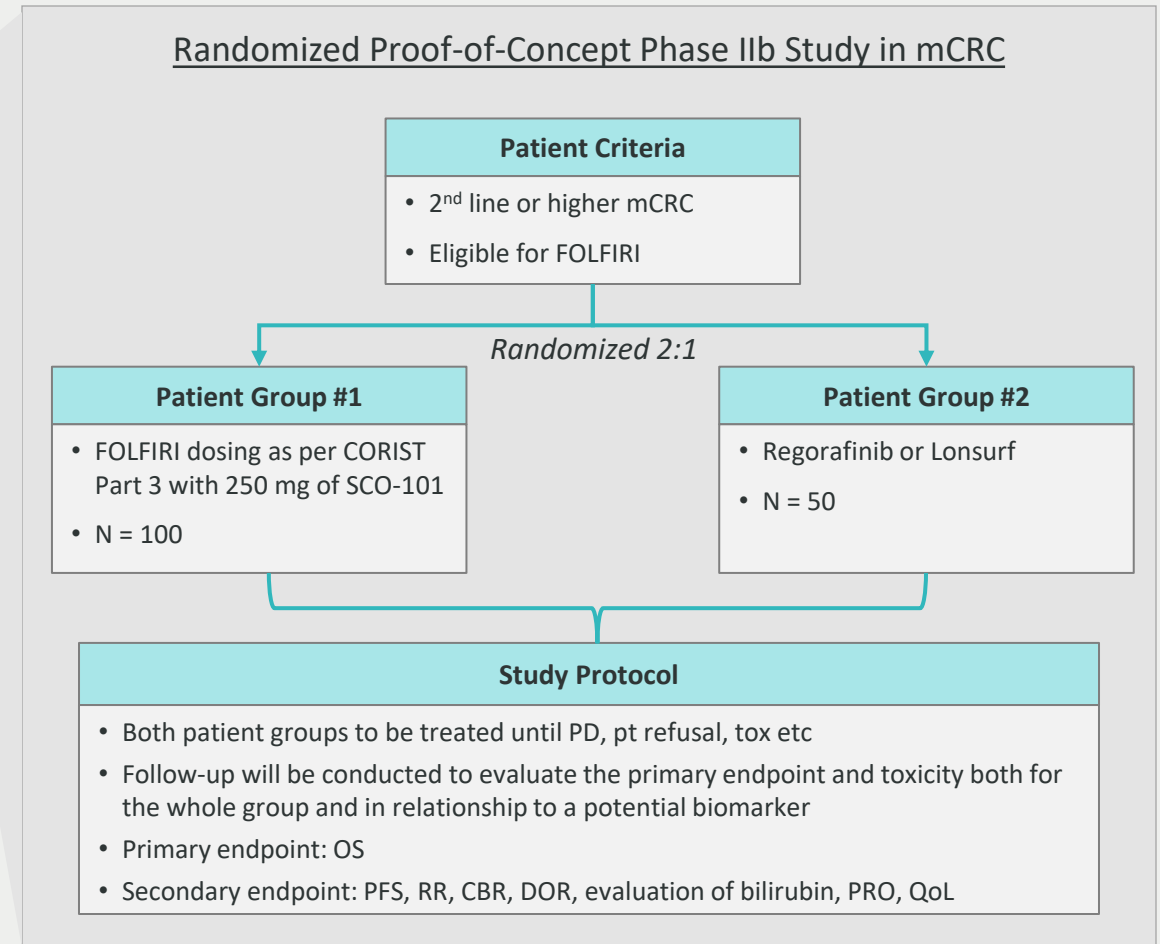 Randomized Proof-of-Concept Phase IIb Study in mCRC
Patient Criteria
• 2nd line or higher mCRC
• Eligible for FOLFIRI
Randomized 2:1
Patient Group #1
• FOLFIRI dosing as per CORIST
Part 3 with 250 mg of SCO-101
• N = 100
Patient Group #2
• Regorafinib or Lonsurf
• N = 50
Study Protocol
• Both patient groups to be treated until PD, pt refusal, tox etc
• Follow-up will be conducted to evaluate the primary endpoint and toxicity both for
the whole group and in relationship to a potential biomarker
• Primary endpoint: OS
• Secondary endpoint: PFS, RR, CBR, DOR, evaluation of bilirubin, PRO, QoL